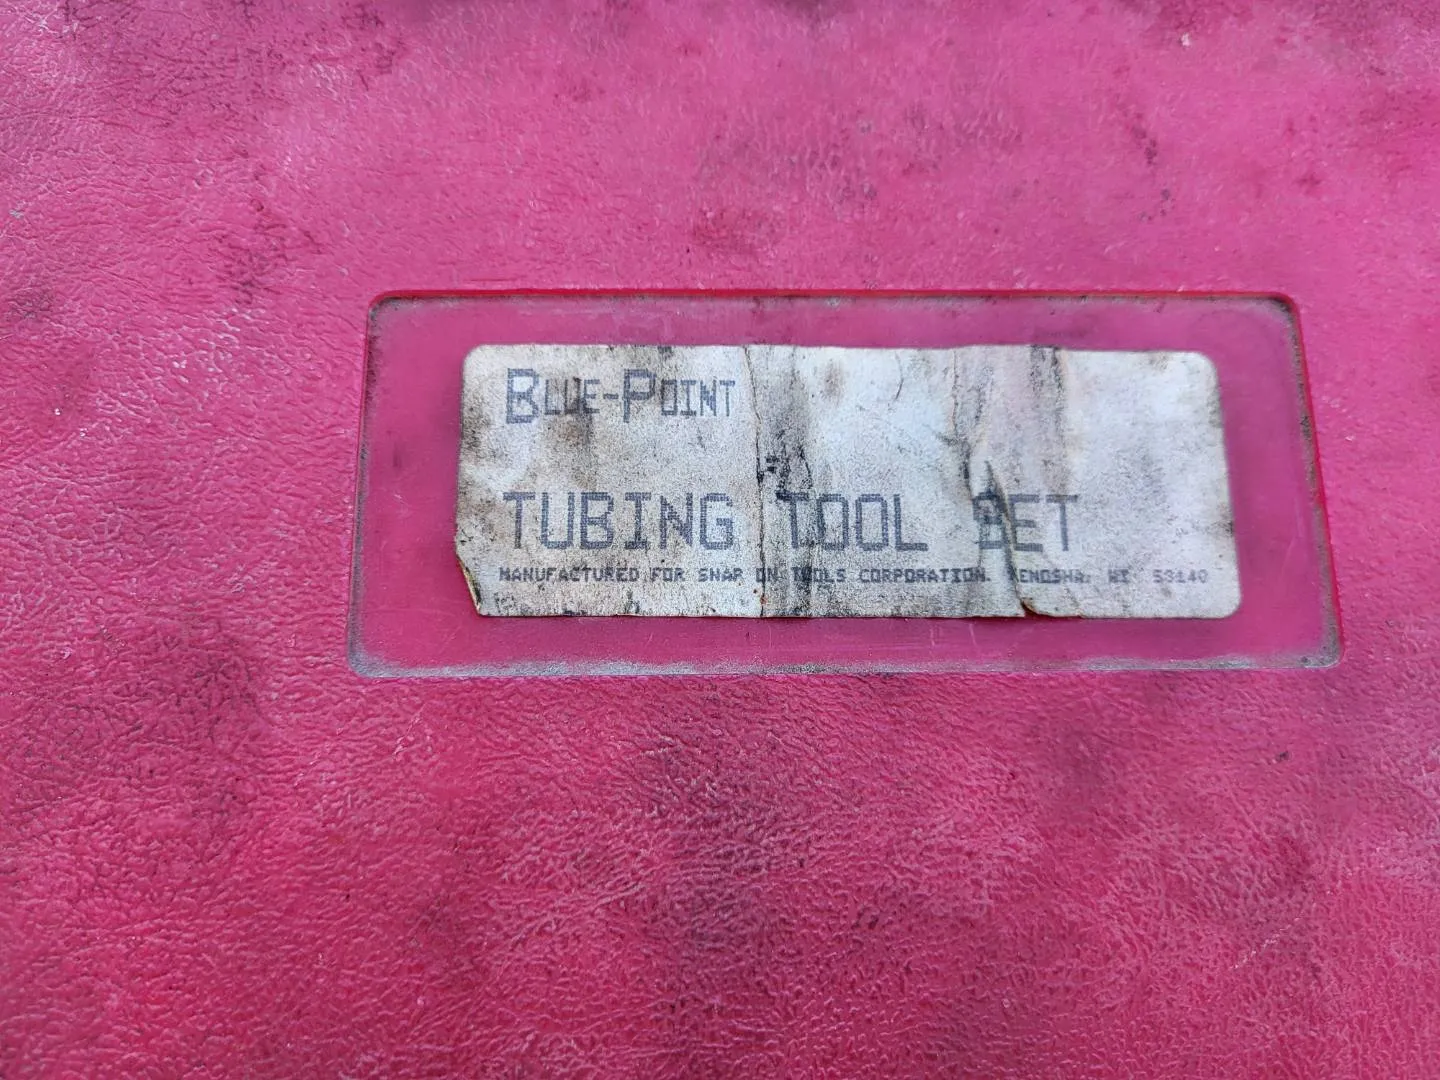 BLUE-POINT
TUBING TOOL SET
MANUFACTURED FOR SNAP ON TOOLS CORPORATION. KENOSHA, WI 53140